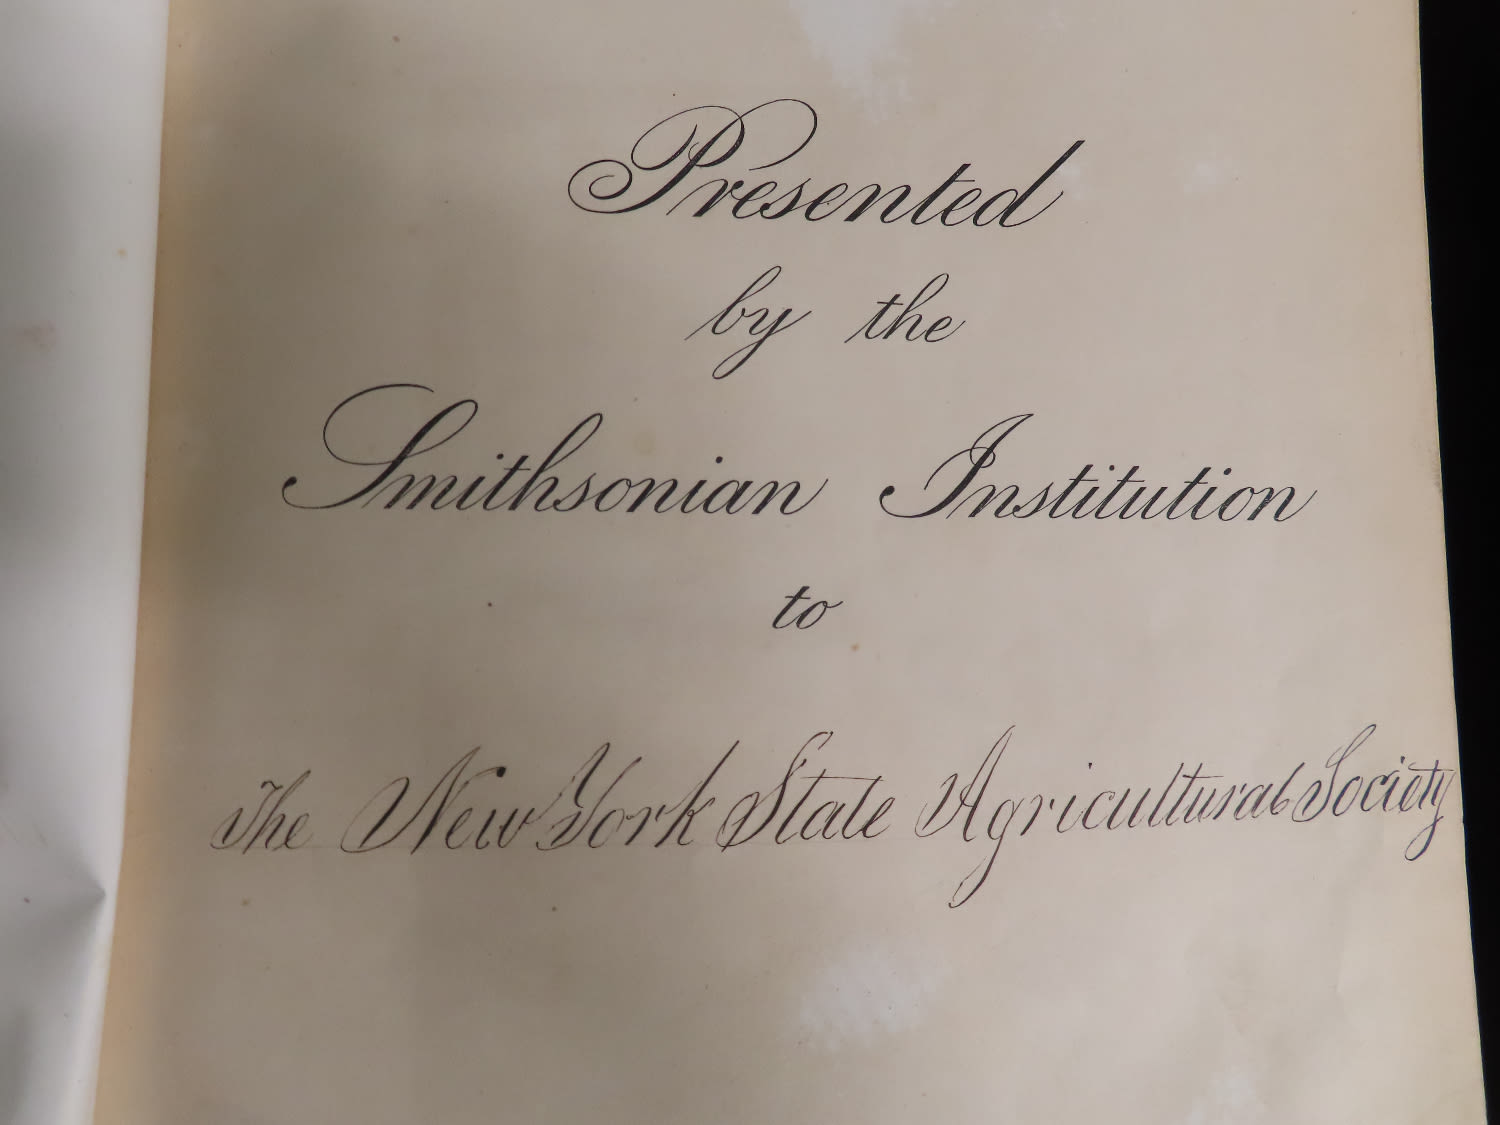 Presented
by the
Smithsonian Institution
to
The New York State Agricultural Society